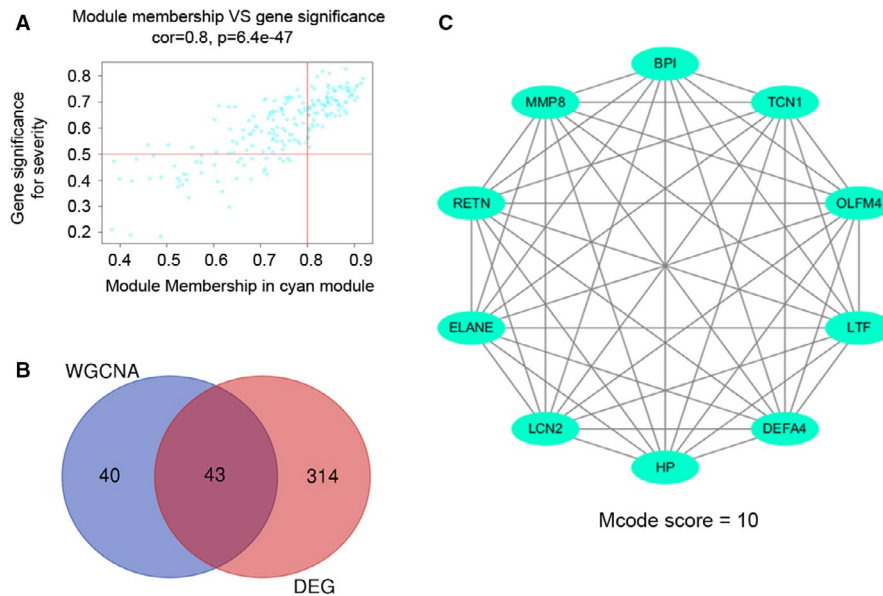 A
Module membership VS gene significance
cor=0.8, p=6.4e-47
Gene significance
for severity
0.8
0.7
0.6
0.5
0.4
0.3
0.2
0.4 0.5 0.6 0.7 0.8 0.9
Module Membership in cyan module
B
WGCNA
40 43 314
DEG
C
BPI
MMP8 TCN1
RETN OLFM4
ELANE LTF
LCN2 DEFA4
HP
Mcode score = 10